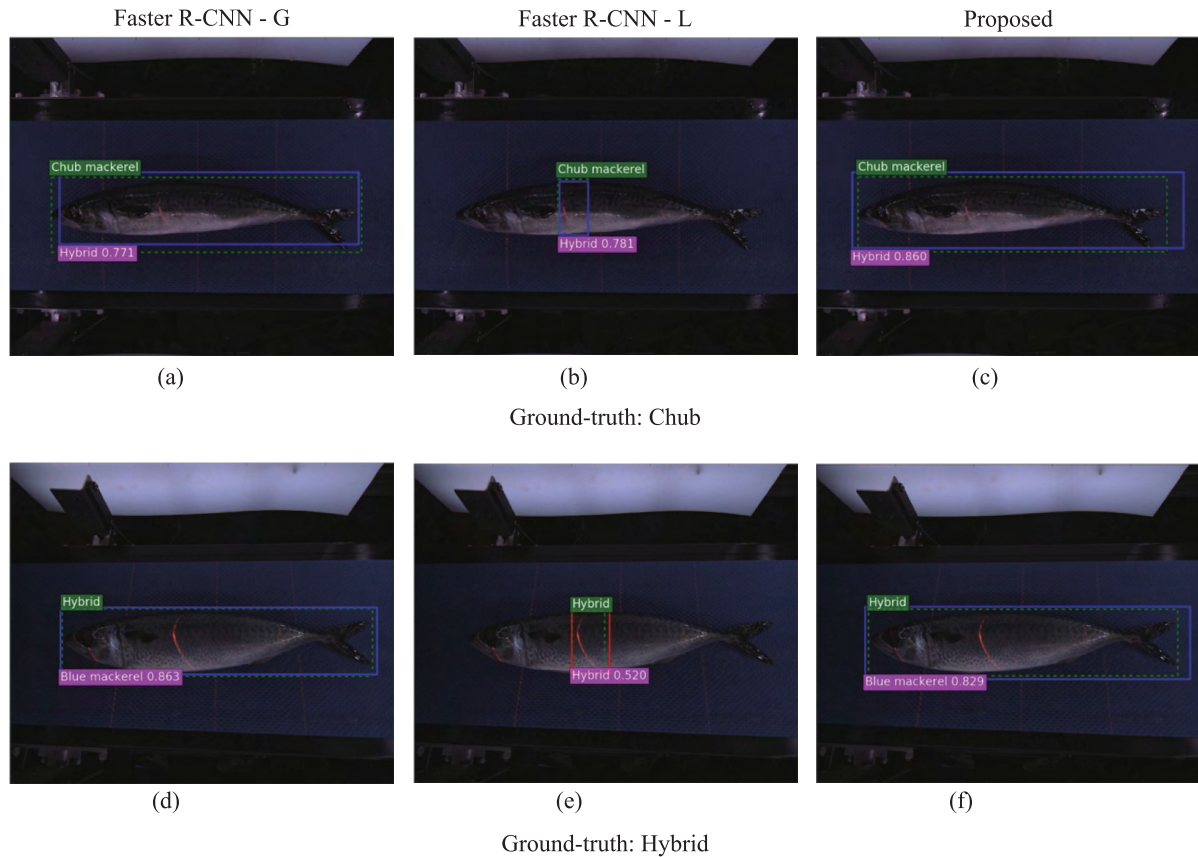 Faster R-CNN - G
Faster R-CNN - L
Proposed
Chub mackerel
Hybrid 0.771
Chub mackerel
Hybrid 0.781
Chub mackerel
Hybrid 0.860
(a)
(b)
(c)
Ground-truth: Chub
Hybrid
Blue mackerel 0.863
Hybrid
Hybrid 0.520
Hybrid
Blue mackerel 0.829
(d)
(e)
(f)
Ground-truth: Hybrid